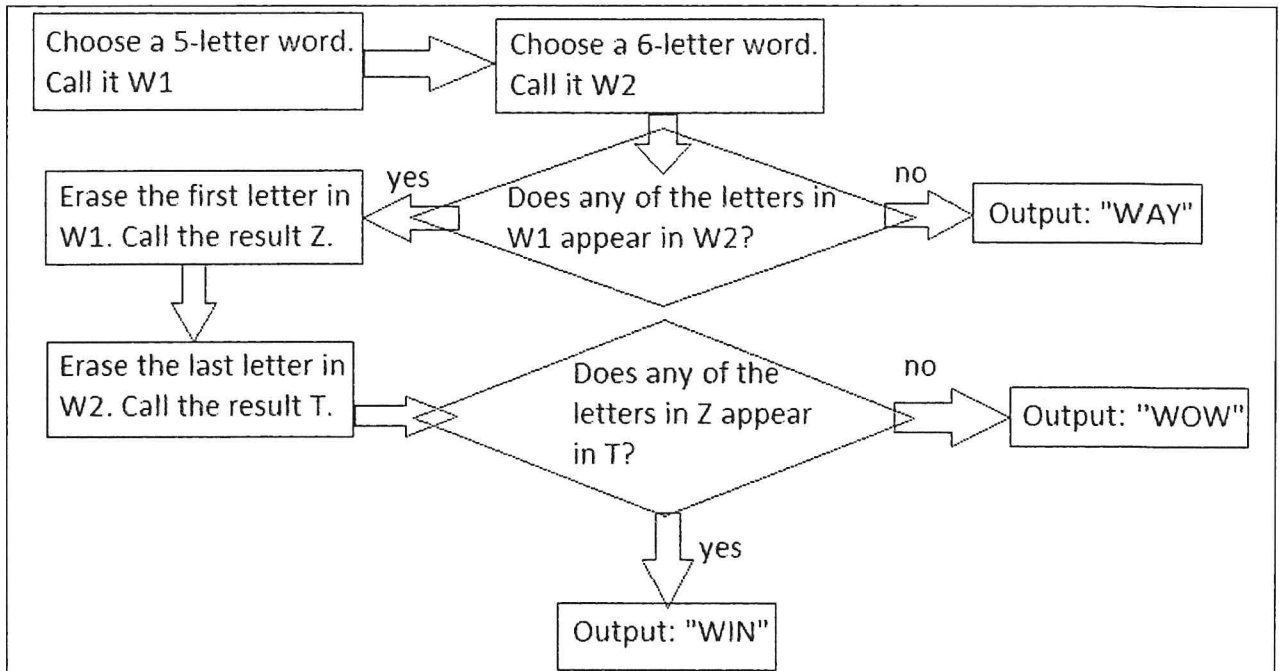 Choose a 5-letter word.
Call it W1
Choose a 6-letter word.
Call it W2
Does any of the letters in
W1 appear in W2?
no
Output: "WAY"
yes
Erase the first letter in
W1. Call the result Z.
Erase the last letter in
W2. Call the result T.
Does any of the
letters in Z appear
in T?
no
Output: "WOW"
yes
Output: "WIN"